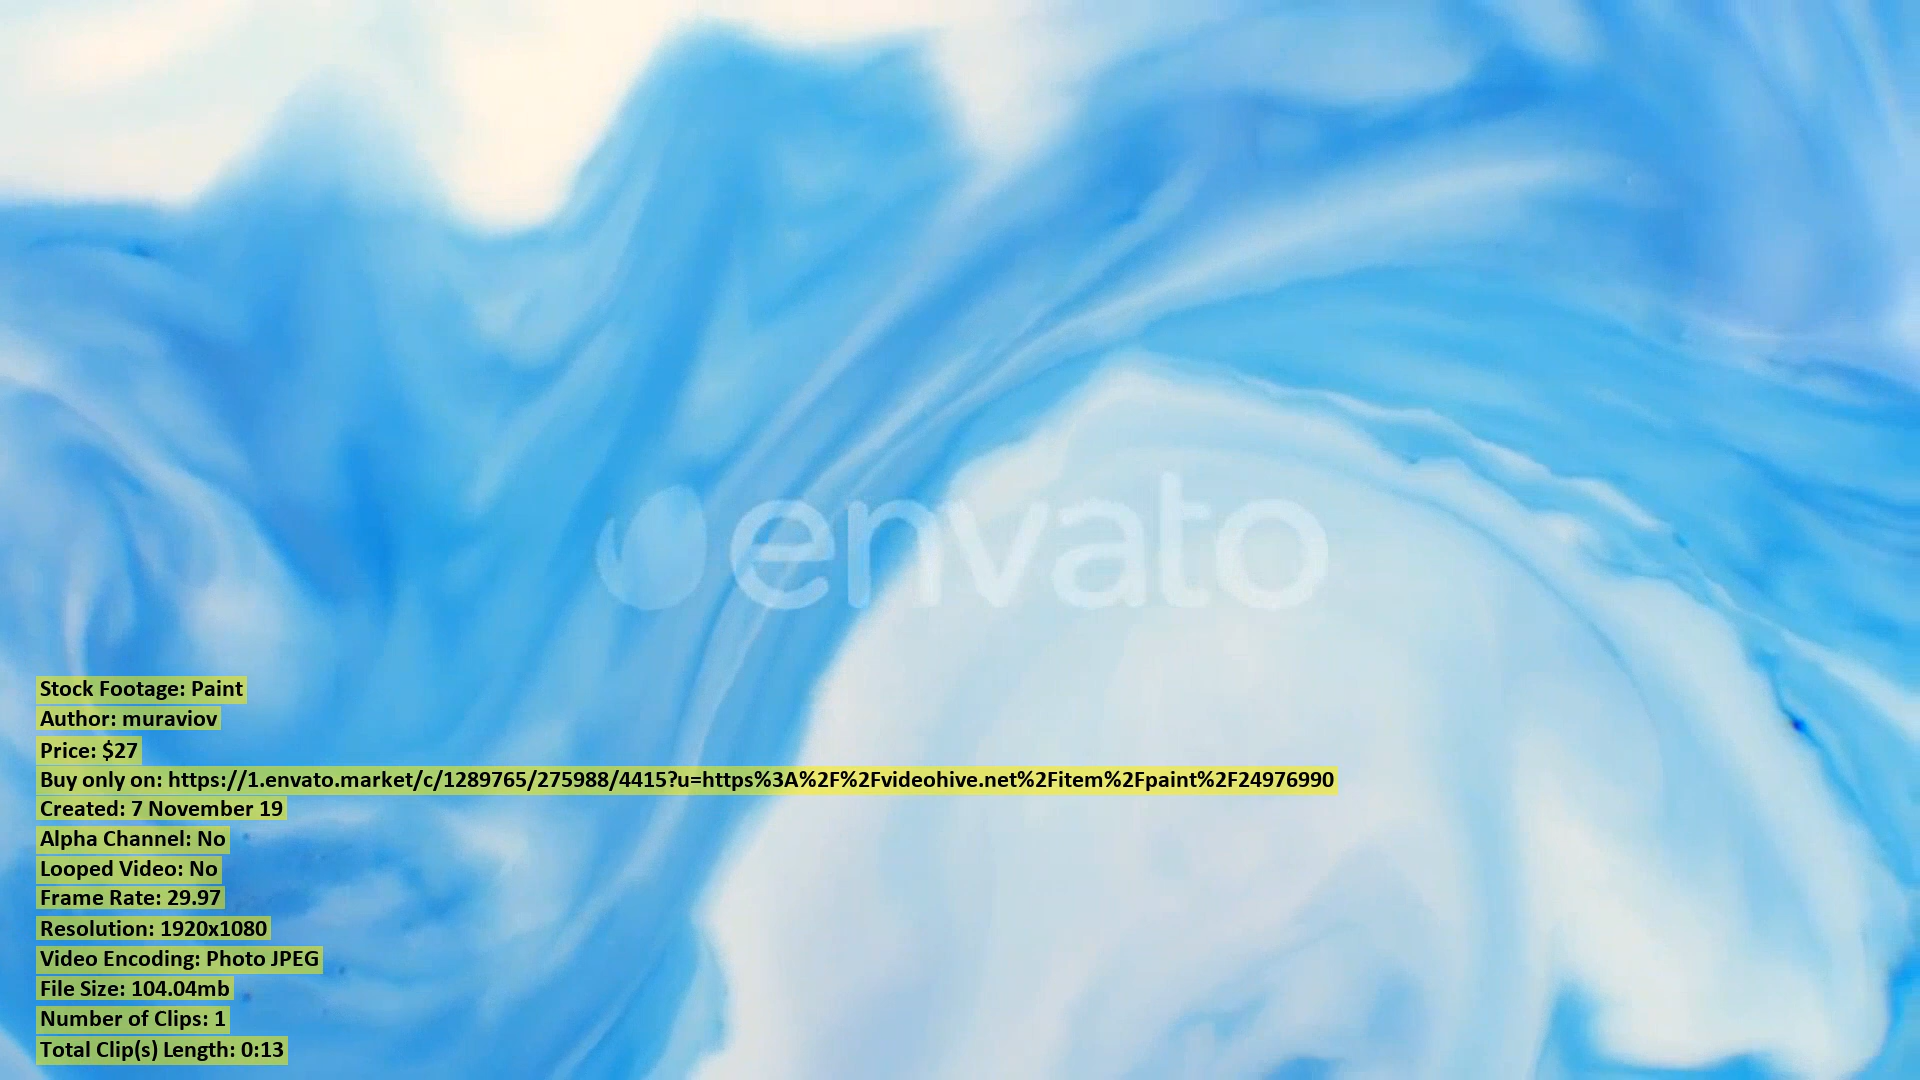 envato
Stock Footage: Paint
Author: muraviov
Price: $27
Buy only on: https://1.envato.market/c/1289765/275988/4415?u=https%3A%2F%2Fvideohive.net%2Fitem%2Fpaint%2F24976990
Created: 7 November 19
Alpha Channel: No
Looped Video: No
Frame Rate: 29.97
Resolution: 1920x1080
Video Encoding: Photo JPEG
File Size: 104.04mb
Number of Clips: 1
Total Clip(s) Length: 0:13